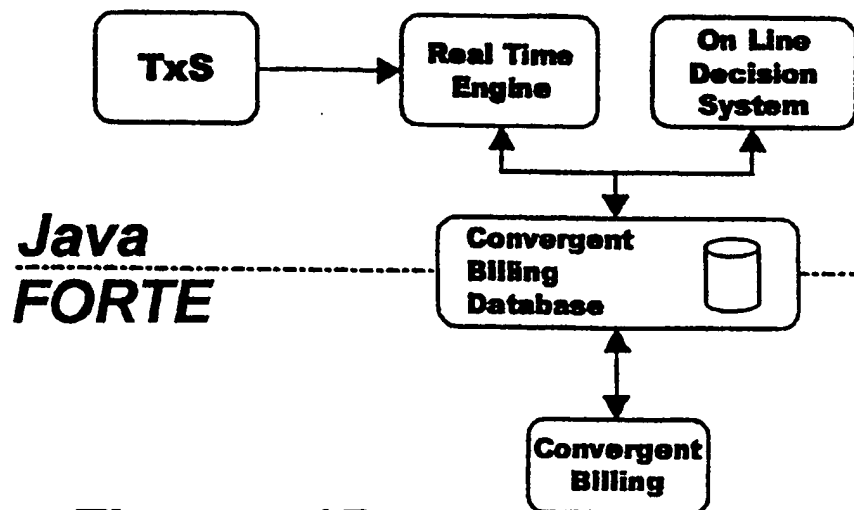 TxS
Real Time
Engine
On Line
Decision
System
Java
FORTE
Convergent
Billing
Database
Convergent
Billing